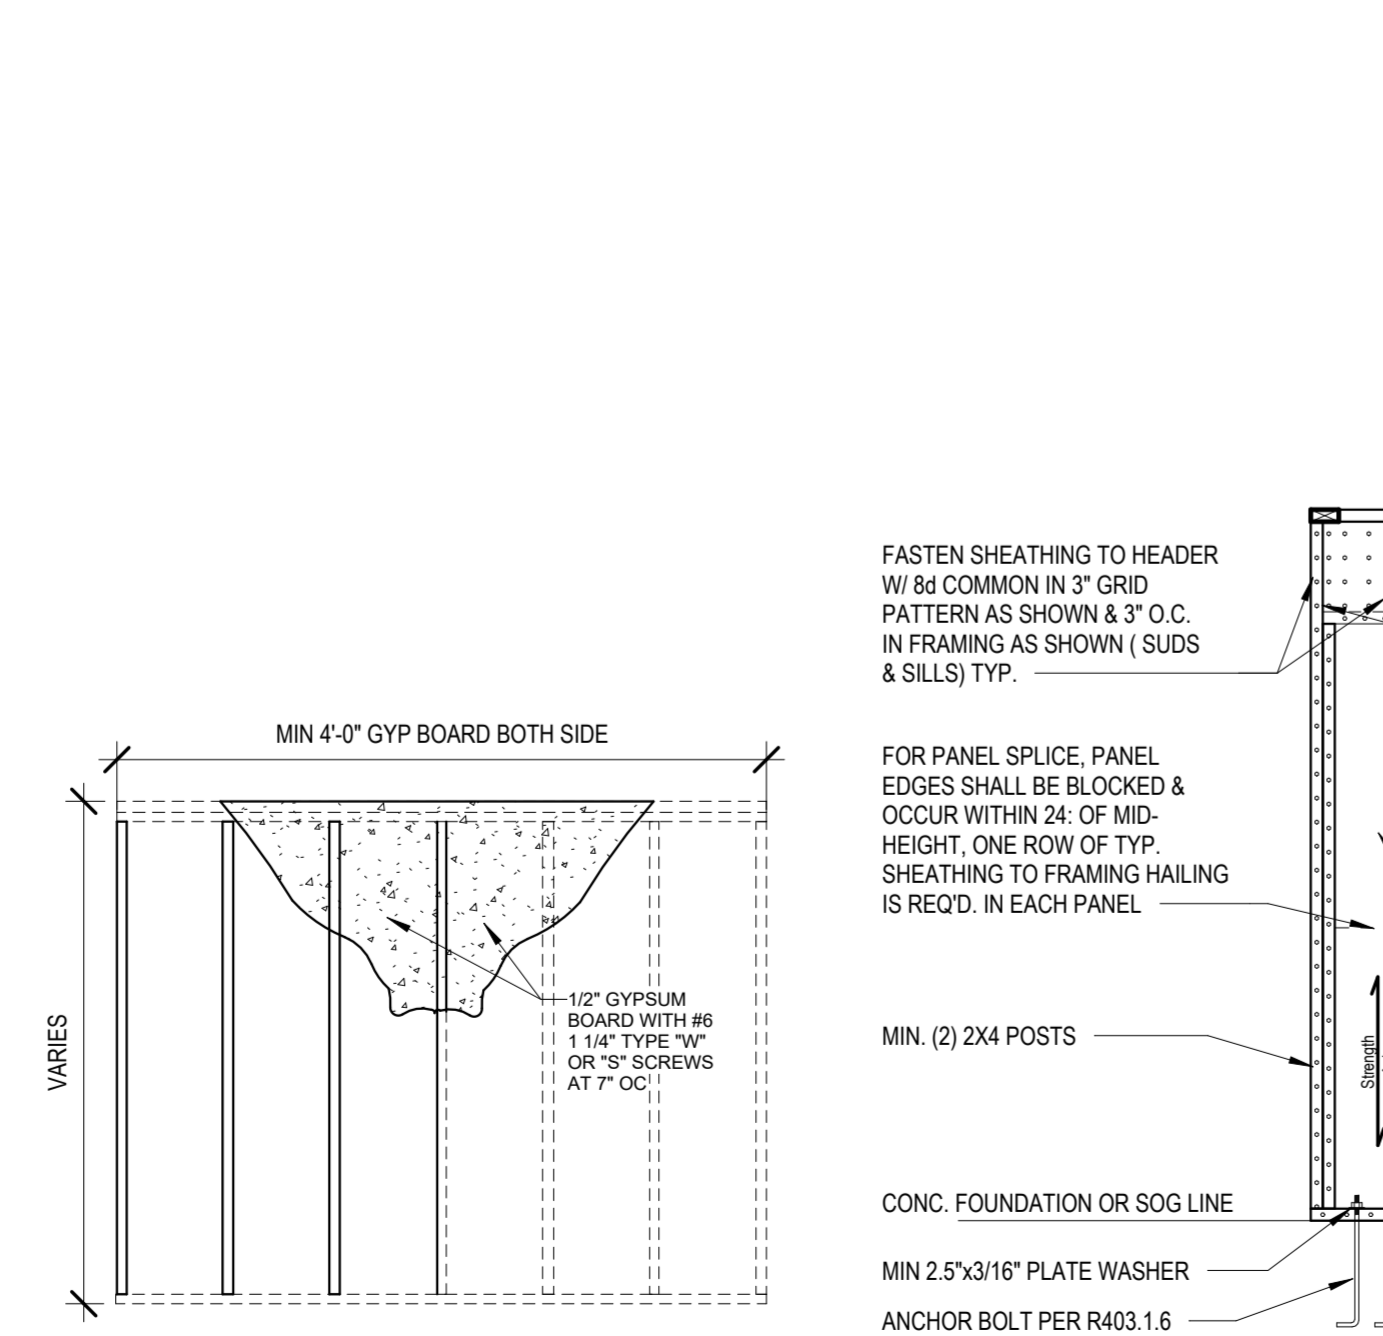 MIN 4'-0" GYP BOARD BOTH SIDE
VARIES
1/2" GYPSUM
BOARD WITH #6
1 1/4" TYPE "W"
OR "S" SCREWS
AT 7" OC
FASTEN SHEATHING TO HEADER
W/ 8d COMMON IN 3" GRID
PATTERN AS SHOWN & 3" O.C.
IN FRAMING AS SHOWN ( SUDS
& SILLS) TYP.
FOR PANEL SPLICE, PANEL
EDGES SHALL BE BLOCKED &
OCCUR WITHIN 24: OF MID-
HEIGHT, ONE ROW OF TYP.
SHEATHING TO FRAMING HAILING
IS REQ'D. IN EACH PANEL
MIN. (2) 2X4 POSTS
Strength
CONC. FOUNDATION OR SOG LINE
MIN 2.5"x3/16" PLATE WASHER
ANCHOR BOLT PER R403.1.6